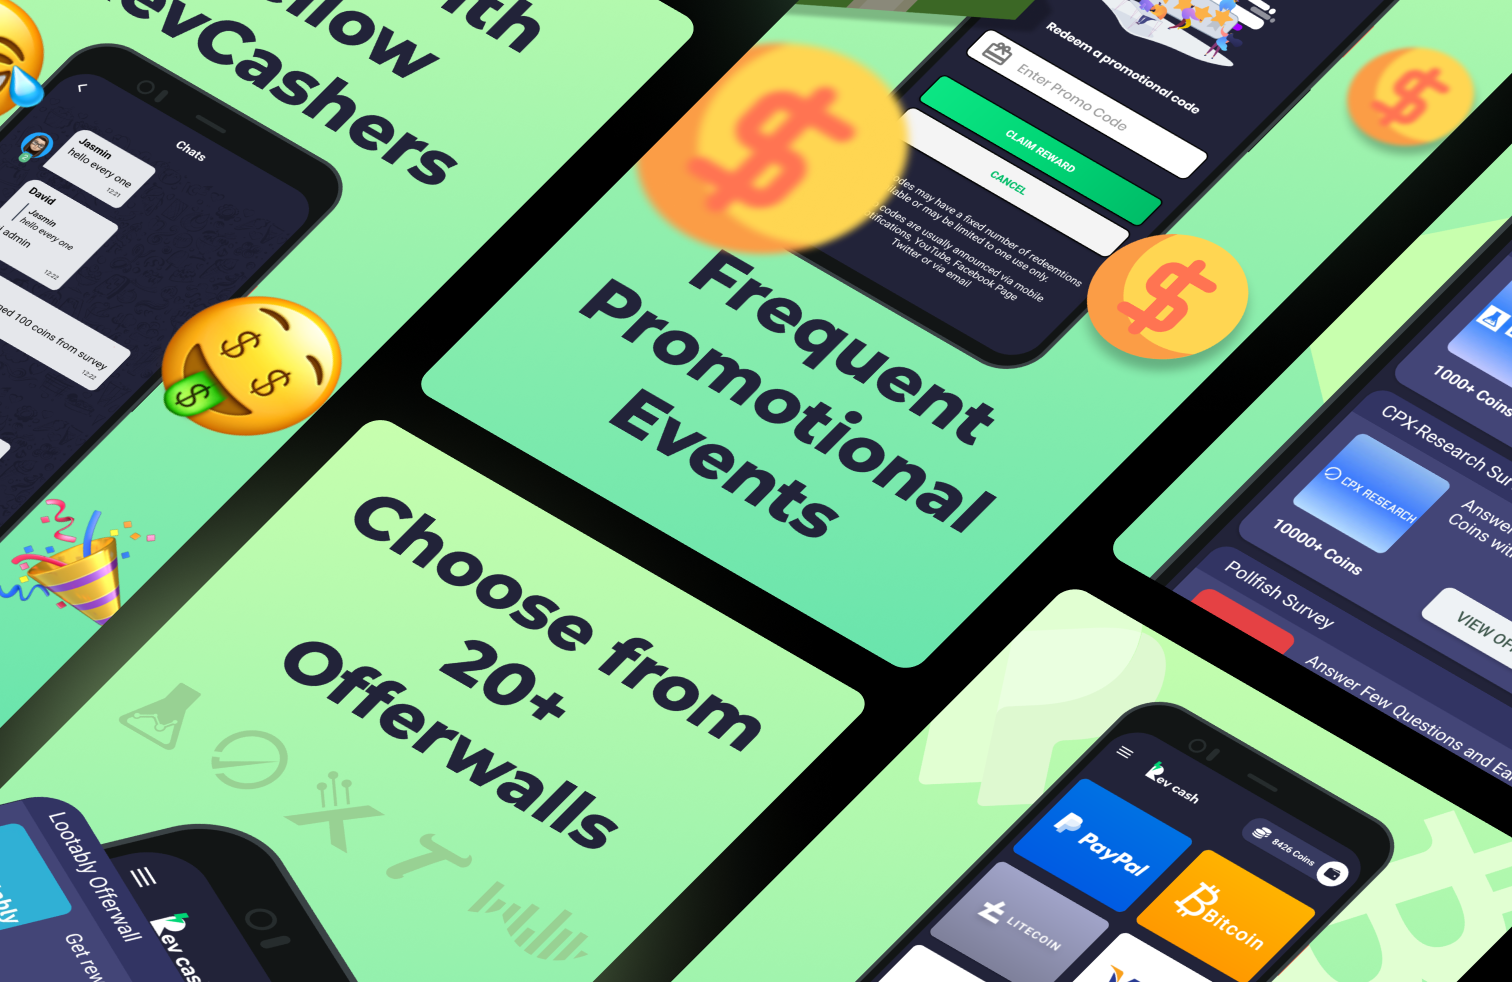 ith
llow
evCashers
Chats
Jasmin
hello every one
12:21
David
Jasmin
hello every one
admin
12:22
ned 100 coins from survey
12:22
Redeem a promotional code
Enter Promo Code
CLAIM REWARD
CANCEL
odes may have a fixed number of redeemtions
lable or may be limited to one use only.
codes are usually announced via mobile
tifications, YouTube, Facebook Page
Twitter or via email
Frequent
Promotional
Events
Choose from
20+
Offerwalls
Lootably Offerwall
bly
Get rew
Rev cas
1000+ Coins
CPX-Research Sur
CPX RESEARCH
Answer
Coins wit
10000+ Coins
VIEW OF
Pollfish Survey
Answer Few Questions and Ea
Rev cash
8426 Coins
PayPal
Bitcoin
LITECOIN